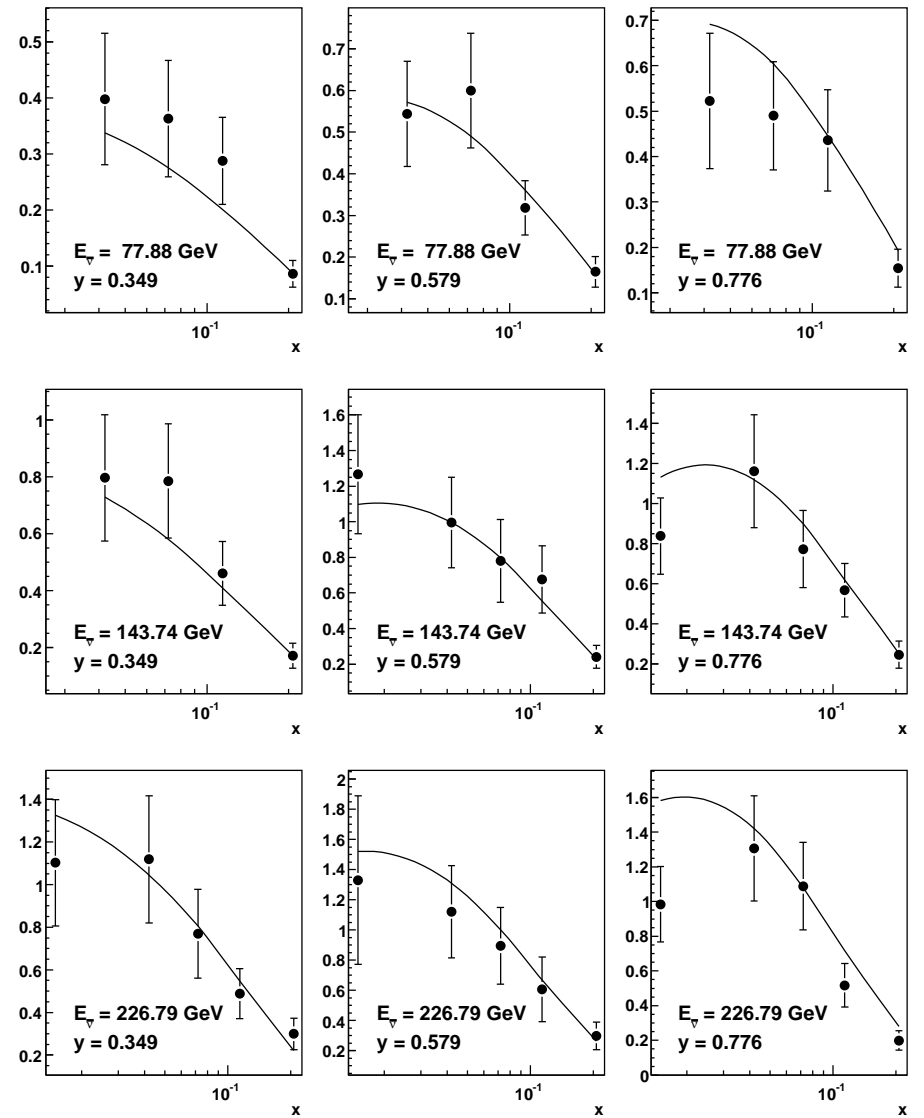 0.5
0.4
0.3
0.2
0.1
E_ν̅ = 77.88 GeV
y = 0.349
10⁻¹
x
0.7
0.6
0.5
0.4
0.3
0.2
0.1
E_ν̅ = 77.88 GeV
y = 0.579
10⁻¹
x
0.7
0.6
0.5
0.4
0.3
0.2
0.1
E_ν̅ = 77.88 GeV
y = 0.776
10⁻¹
x
1
0.8
0.6
0.4
0.2
E_ν̅ = 143.74 GeV
y = 0.349
10⁻¹
x
1.6
1.4
1.2
1
0.8
0.6
0.4
0.2
E_ν̅ = 143.74 GeV
y = 0.579
10⁻¹
x
1.4
1.2
1
0.8
0.6
0.4
0.2
E_ν̅ = 143.74 GeV
y = 0.776
10⁻¹
x
1.4
1.2
1
0.8
0.6
0.4
0.2
E_ν̅ = 226.79 GeV
y = 0.349
10⁻¹
x
2
1.8
1.6
1.4
1.2
1
0.8
0.6
0.4
0.2
E_ν̅ = 226.79 GeV
y = 0.579
10⁻¹
x
1.6
1.4
1.2
1
0.8
0.6
0.4
0.2
0
E_ν̅ = 226.79 GeV
y = 0.776
10⁻¹
x